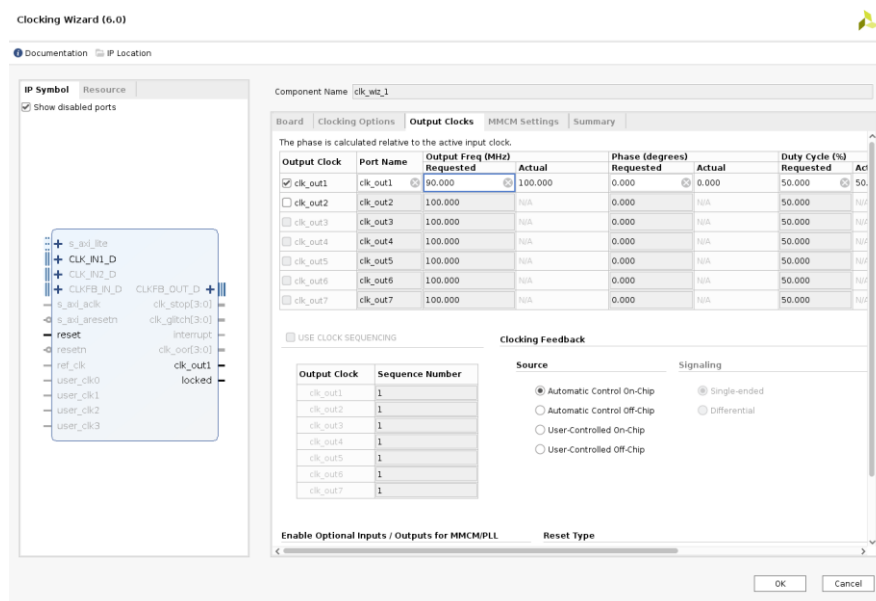 Clocking Wizard (6.0)
Documentation IP Location
IP Symbol Resource
Show disabled ports
s_axi_lite
CLK_IN1_D
CLK_IN2_D
CLKFB_IN_D CLKFB_OUT_D
s_axi_aclk clk_stop[3:0]
s_axi_aresetn clk_glitch[3:0]
reset interrupt
resetn clk_oor[3:0]
ref_clk clk_out1
user_clk0 locked
user_clk1
user_clk2
user_clk3
Component Name clk_wiz_1
Board Clocking Options Output Clocks MMCM Settings Summary
The phase is calculated relative to the active input clock.
Output Clock Port Name Output Freq (MHz) Phase (degrees) Duty Cycle (%)
Requested Actual Requested Actual Requested Act
clk_out1 clk_out1 90.000 100.000 0.000 0.000 50.000 50.
clk_out2 clk_out2 100.000 N/A 0.000 N/A 50.000 N/A
clk_out3 clk_out3 100.000 N/A 0.000 N/A 50.000 N/A
clk_out4 clk_out4 100.000 N/A 0.000 N/A 50.000 N/A
clk_out5 clk_out5 100.000 N/A 0.000 N/A 50.000 N/A
clk_out6 clk_out6 100.000 N/A 0.000 N/A 50.000 N/A
clk_out7 clk_out7 100.000 N/A 0.000 N/A 50.000 N/A
USE CLOCK SEQUENCING
Output Clock Sequence Number
clk_out1 1
clk_out2 1
clk_out3 1
clk_out4 1
clk_out5 1
clk_out6 1
clk_out7 1
Clocking Feedback
Source Signaling
Automatic Control On-Chip Single-ended
Automatic Control Off-Chip Differential
User-Controlled On-Chip
User-Controlled Off-Chip
Enable Optional Inputs / Outputs for MMCM/PLL Reset Type
OK Cancel